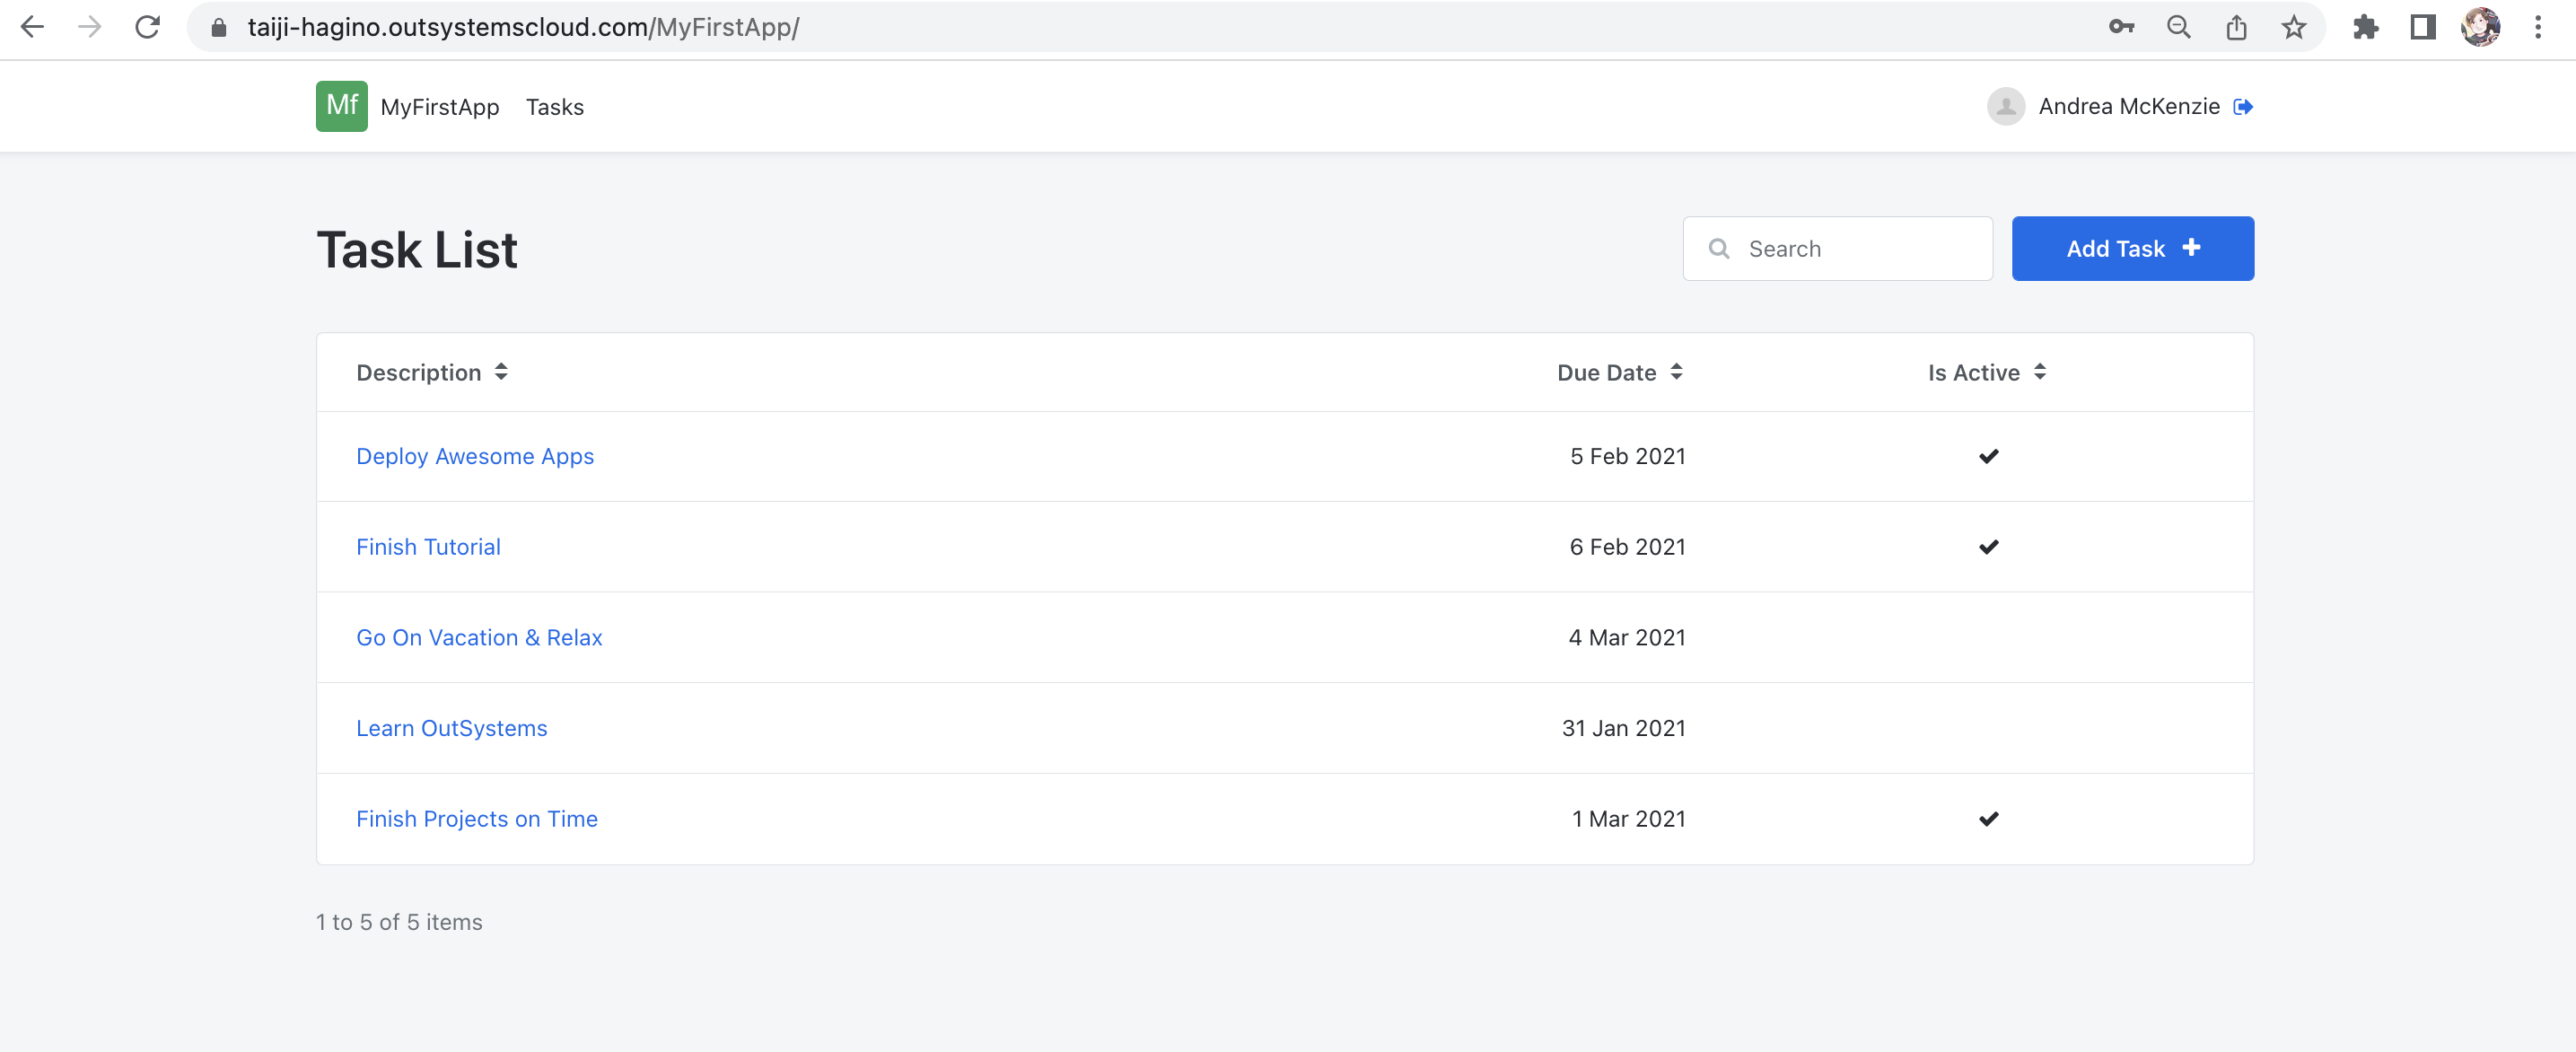 taiji-hagino.outsystemscloud.com/MyFirstApp/
Mf MyFirstApp Tasks Andrea McKenzie
Task List Search Add Task +
Description Due Date Is Active
Deploy Awesome Apps 5 Feb 2021
Finish Tutorial 6 Feb 2021
Go On Vacation & Relax 4 Mar 2021
Learn OutSystems 31 Jan 2021
Finish Projects on Time 1 Mar 2021
1 to 5 of 5 items